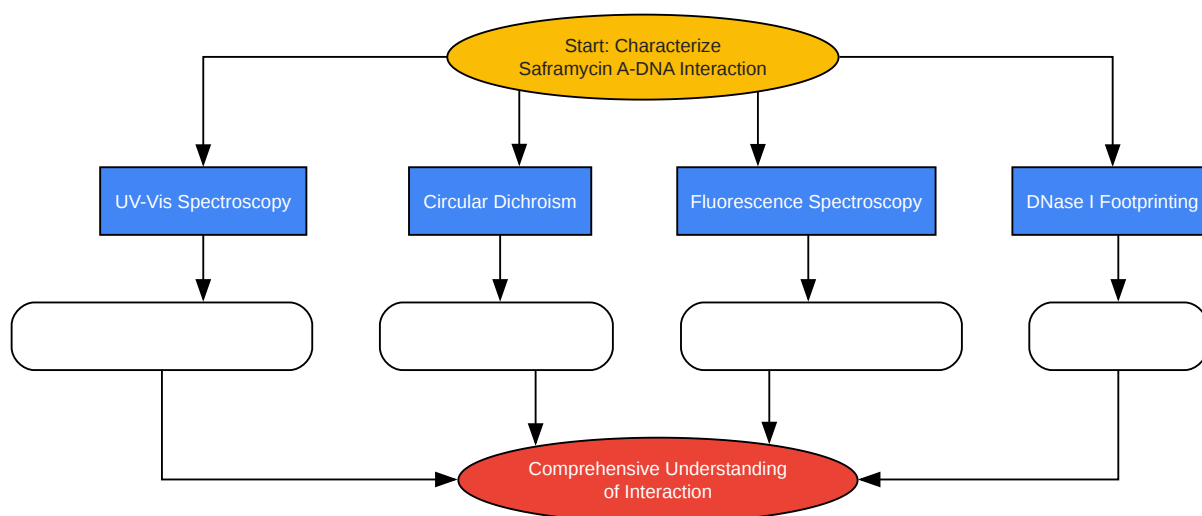 Start: Characterize
Saframycin A-DNA Interaction
UV-Vis Spectroscopy
Circular Dichroism
Fluorescence Spectroscopy
DNase I Footprinting
Comprehensive Understanding
of Interaction